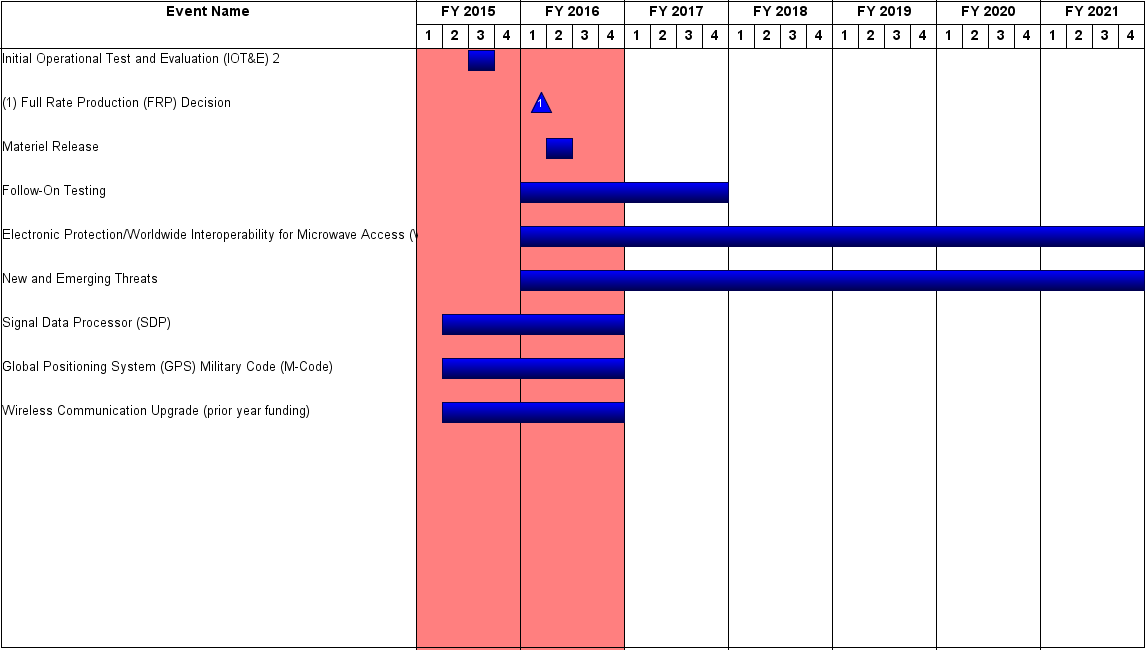 Event Name FY 2015 FY 2016 FY 2017 FY 2018 FY 2019 FY 2020 FY 2021
1 2 3 4 1 2 3 4 1 2 3 4 1 2 3 4 1 2 3 4 1 2 3 4 1 2 3 4
Initial Operational Test and Evaluation (IOT&E) 2
(1) Full Rate Production (FRP) Decision 1
Materiel Release
Follow-On Testing
Electronic Protection/Worldwide Interoperability for Microwave Access (
New and Emerging Threats
Signal Data Processor (SDP)
Global Positioning System (GPS) Military Code (M-Code)
Wireless Communication Upgrade (prior year funding)